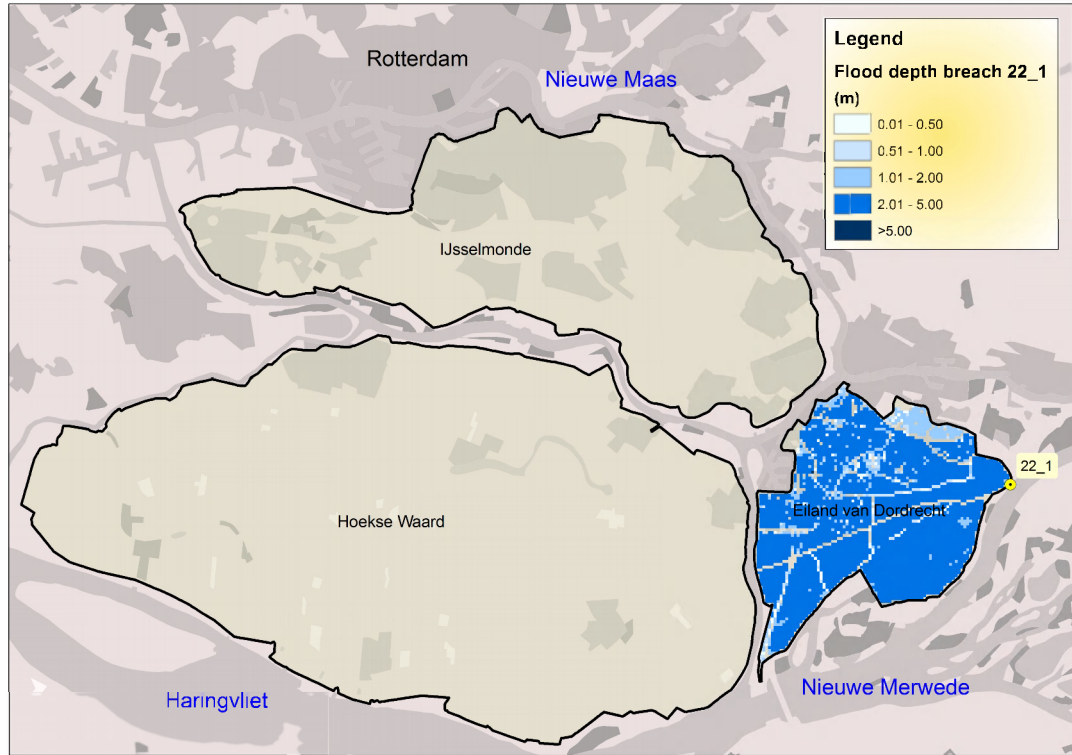 Rotterdam
Nieuwe Maas
Legend
Flood depth breach 22_1
(m)
0.01 - 0.50
0.51 - 1.00
1.01 - 2.00
2.01 - 5.00
>5.00
IJsselmonde
22_1
Eiland van Dordrecht
Hoekse Waard
Haringvliet
Nieuwe Merwede